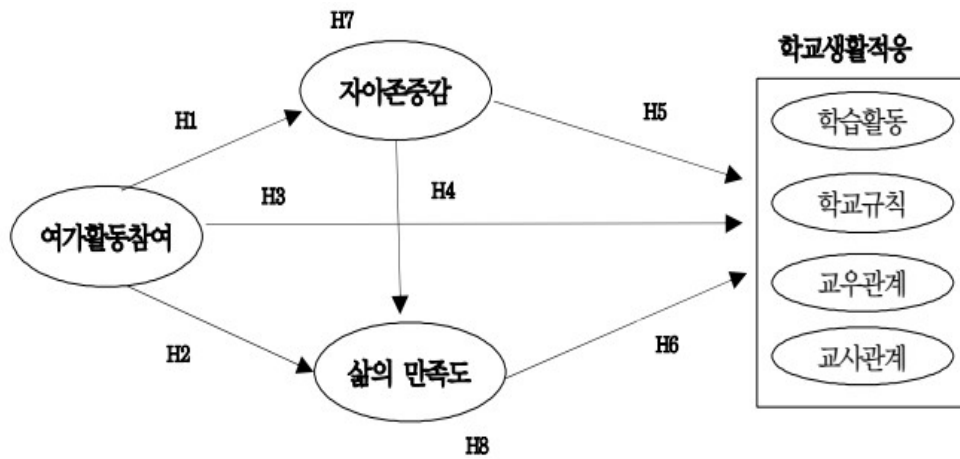 H7
학교생활적응
자아존중감
H1
H5
학습활동
H3
H4
학교규칙
여가활동참여
교우관계
H2
삶의 만족도
H6
교사관계
H8